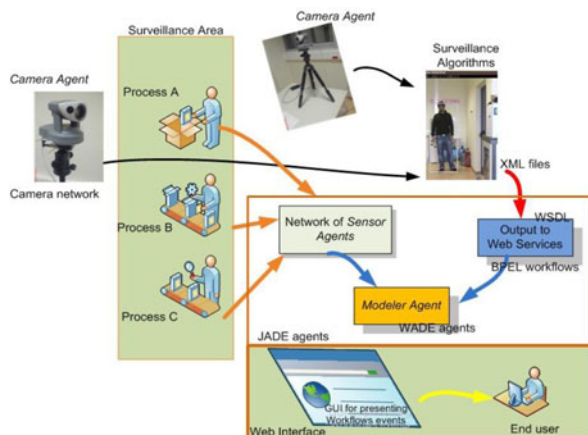 Surveillance Area
Camera Agent
Camera Agent
Surveillance
Algorithms
Process A
Camera network
XML files
Process B
Network of Sensor
Agents
WSDL
Output to
Web Services
BPEL workflows
Process C
Modeler Agent
WADE agents
JADE agents
GUI for presenting
Workflows events
Web Interface
End user